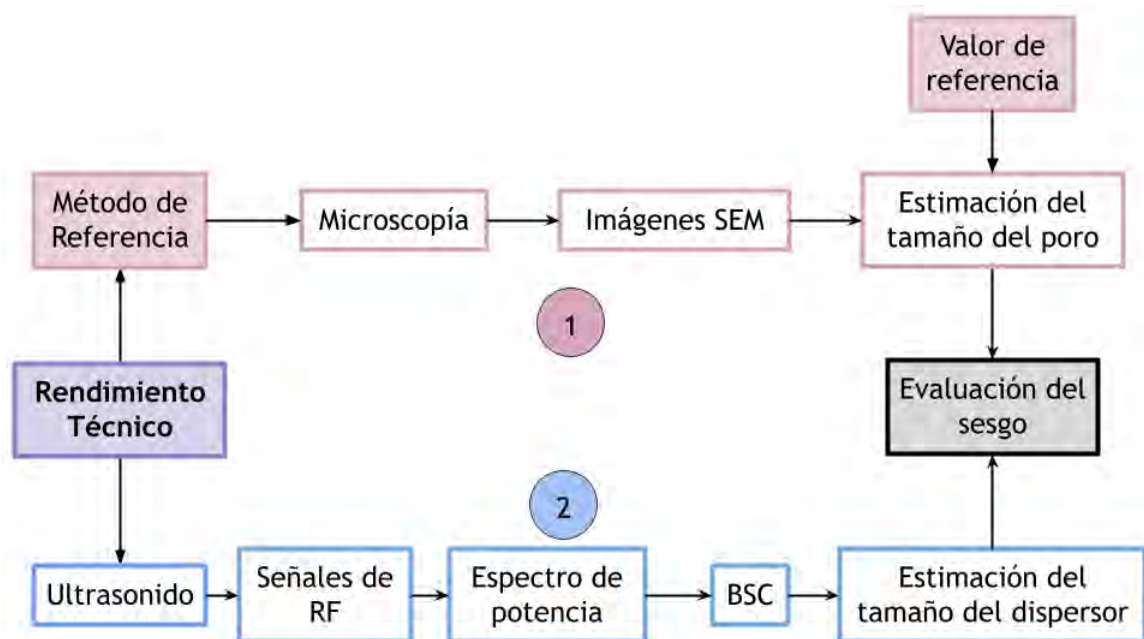 Valor de
referencia
Método de
Referencia
Microscopía
Imágenes SEM
Estimación del
tamaño del poro
1
Rendimiento
Técnico
Evaluación del
sesgo
2
Ultrasonido
Señales de
RF
Espectro de
potencia
BSC
Estimación del
tamaño del dispersor